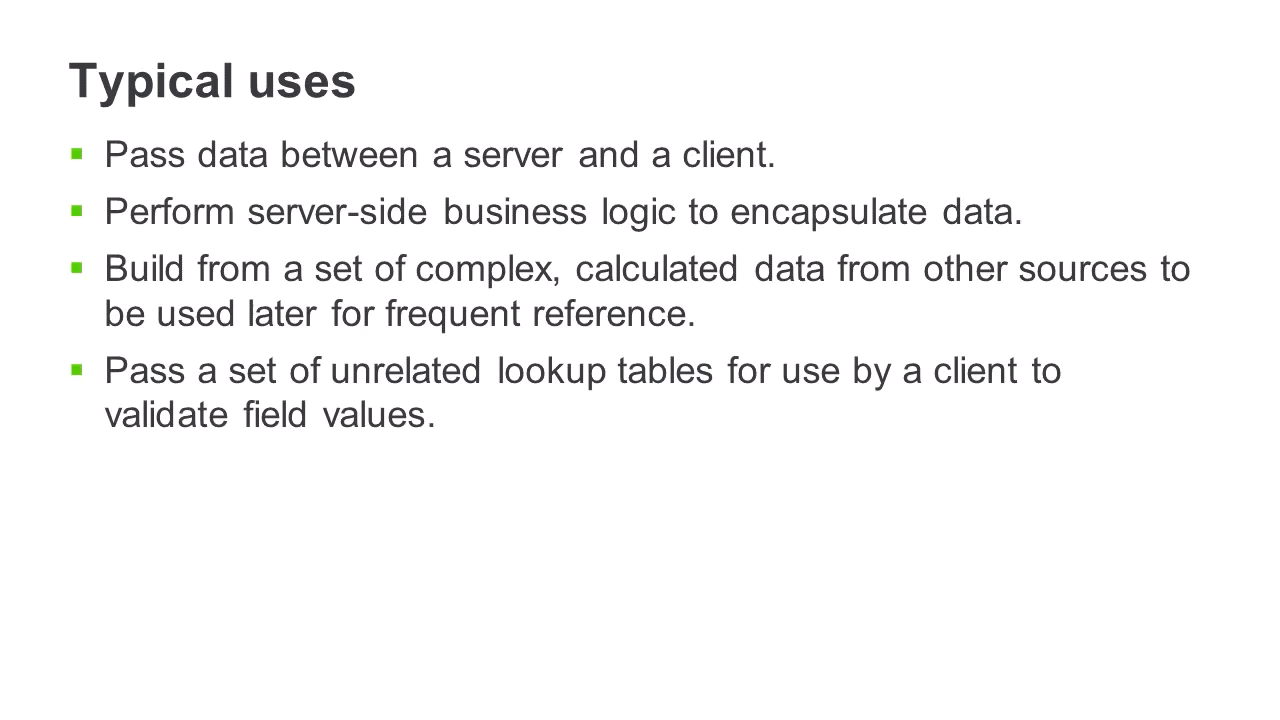 Typical uses
Pass data between a server and a client.
Perform server-side business logic to encapsulate data.
Build from a set of complex, calculated data from other sources to
be used later for frequent reference.
Pass a set of unrelated lookup tables for use by a client to
validate field values.